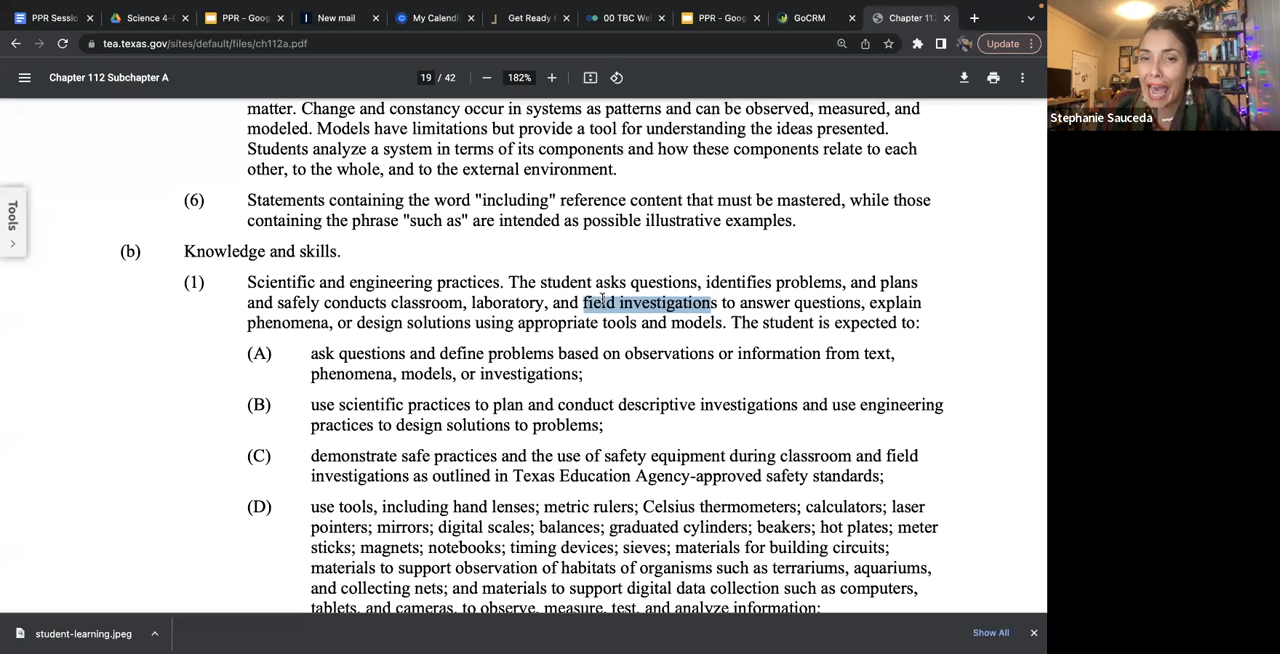 PPR Sessio
Science 4-
PPR - Goog
New mail
My Calend
Get Ready
00 TBC We
PPR - Goog
GoCRM
Chapter 11
tea.texas.gov/sites/default/files/ch112a.pdf
Update
Chapter 112 Subchapter A
19 / 42
182%
Stephanie Sauceda
Tools
matter. Change and constancy occur in systems as patterns and can be observed, measured, and
modeled. Models have limitations but provide a tool for understanding the ideas presented.
Students analyze a system in terms of its components and how these components relate to each
other, to the whole, and to the external environment.
(6) Statements containing the word "including" reference content that must be mastered, while those
containing the phrase "such as" are intended as possible illustrative examples.
(b) Knowledge and skills.
(1) Scientific and engineering practices. The student asks questions, identifies problems, and plans
and safely conducts classroom, laboratory, and field investigations to answer questions, explain
phenomena, or design solutions using appropriate tools and models. The student is expected to:
(A) ask questions and define problems based on observations or information from text,
phenomena, models, or investigations;
(B) use scientific practices to plan and conduct descriptive investigations and use engineering
practices to design solutions to problems;
(C) demonstrate safe practices and the use of safety equipment during classroom and field
investigations as outlined in Texas Education Agency-approved safety standards;
(D) use tools, including hand lenses; metric rulers; Celsius thermometers; calculators; laser
pointers; mirrors; digital scales; balances; graduated cylinders; beakers; hot plates; meter
sticks; magnets; notebooks; timing devices; sieves; materials for building circuits;
materials to support observation of habitats of organisms such as terrariums, aquariums,
and collecting nets; and materials to support digital data collection such as computers,
tablets, and cameras, to observe, measure, test, and analyze information;
student-learning.jpeg
Show All